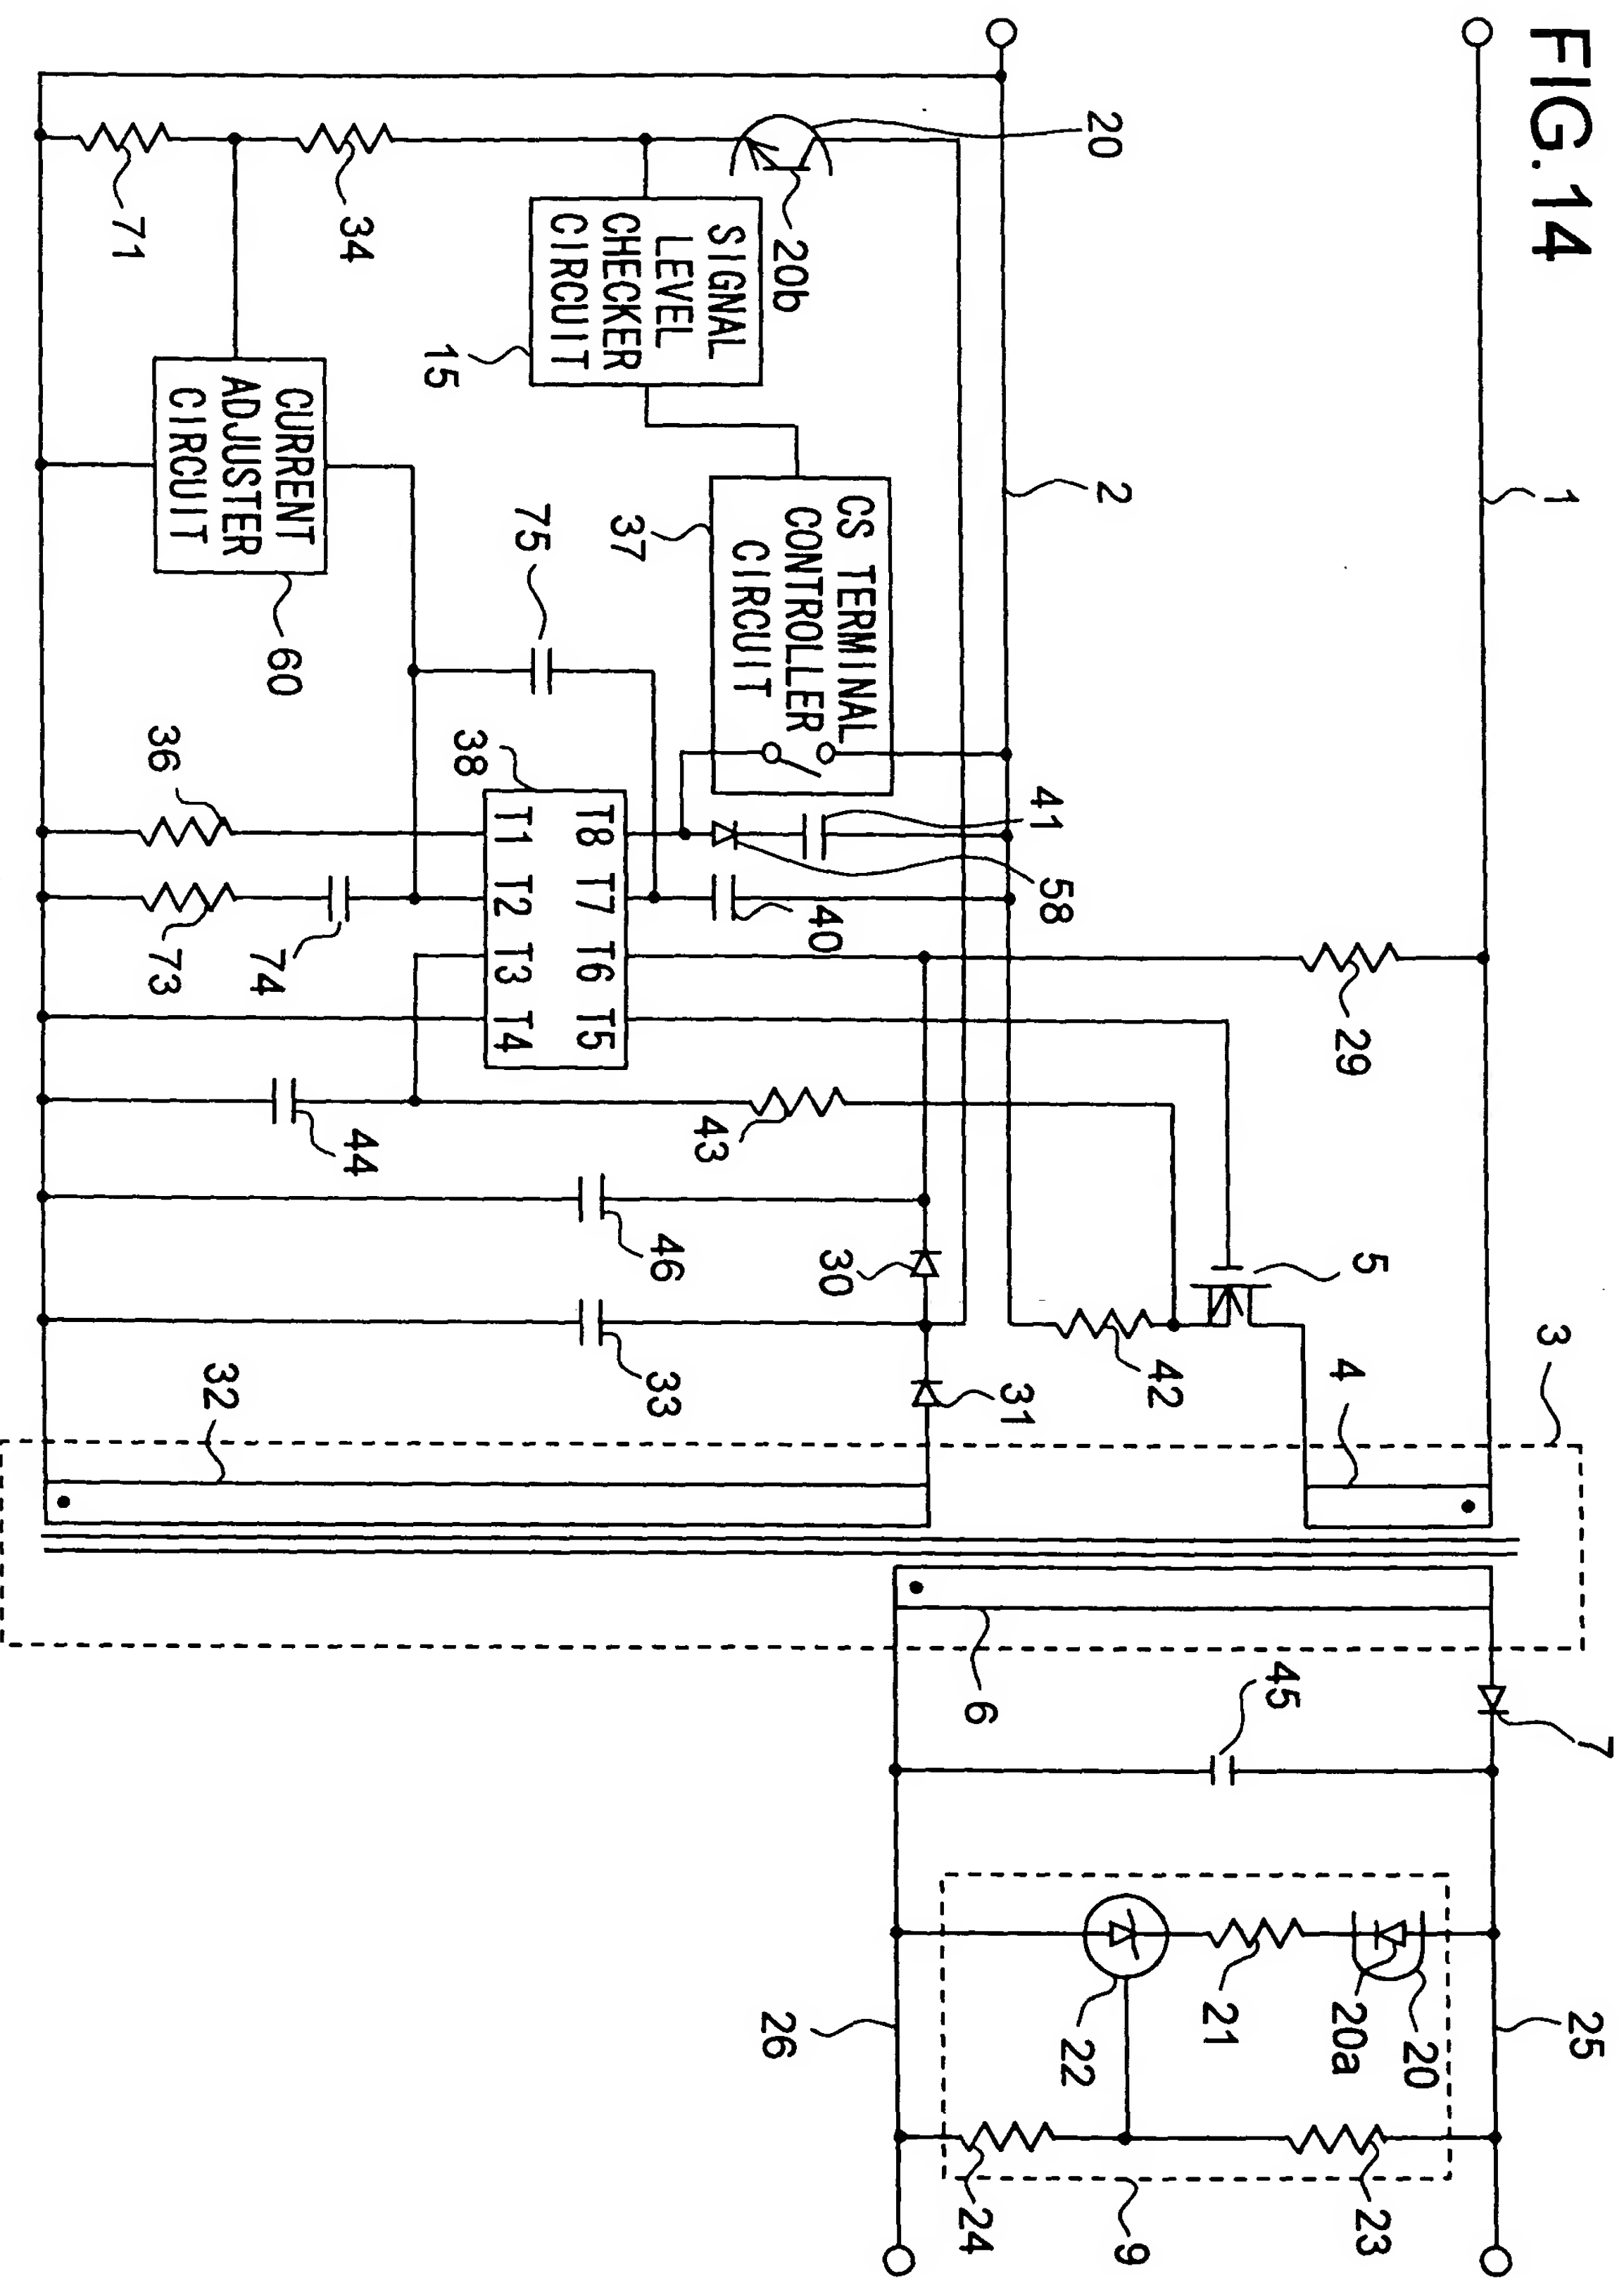 FIG. 14
1
2
20
20b
SIGNAL
LEVEL
CHECKER
CIRCUIT
15
34
71
CURRENT
ADJUSTER
CIRCUIT
60
CS TERMINAL
CONTROLLER
CIRCUIT
37
75
38
T8 T7 T6 T5
T1 T2 T3 T4
41
58
40
36
73
74
29
43
44
46
30
33
31
32
42
5
3
4
6
7
45
20
20a
21
22
23
24
9
25
26